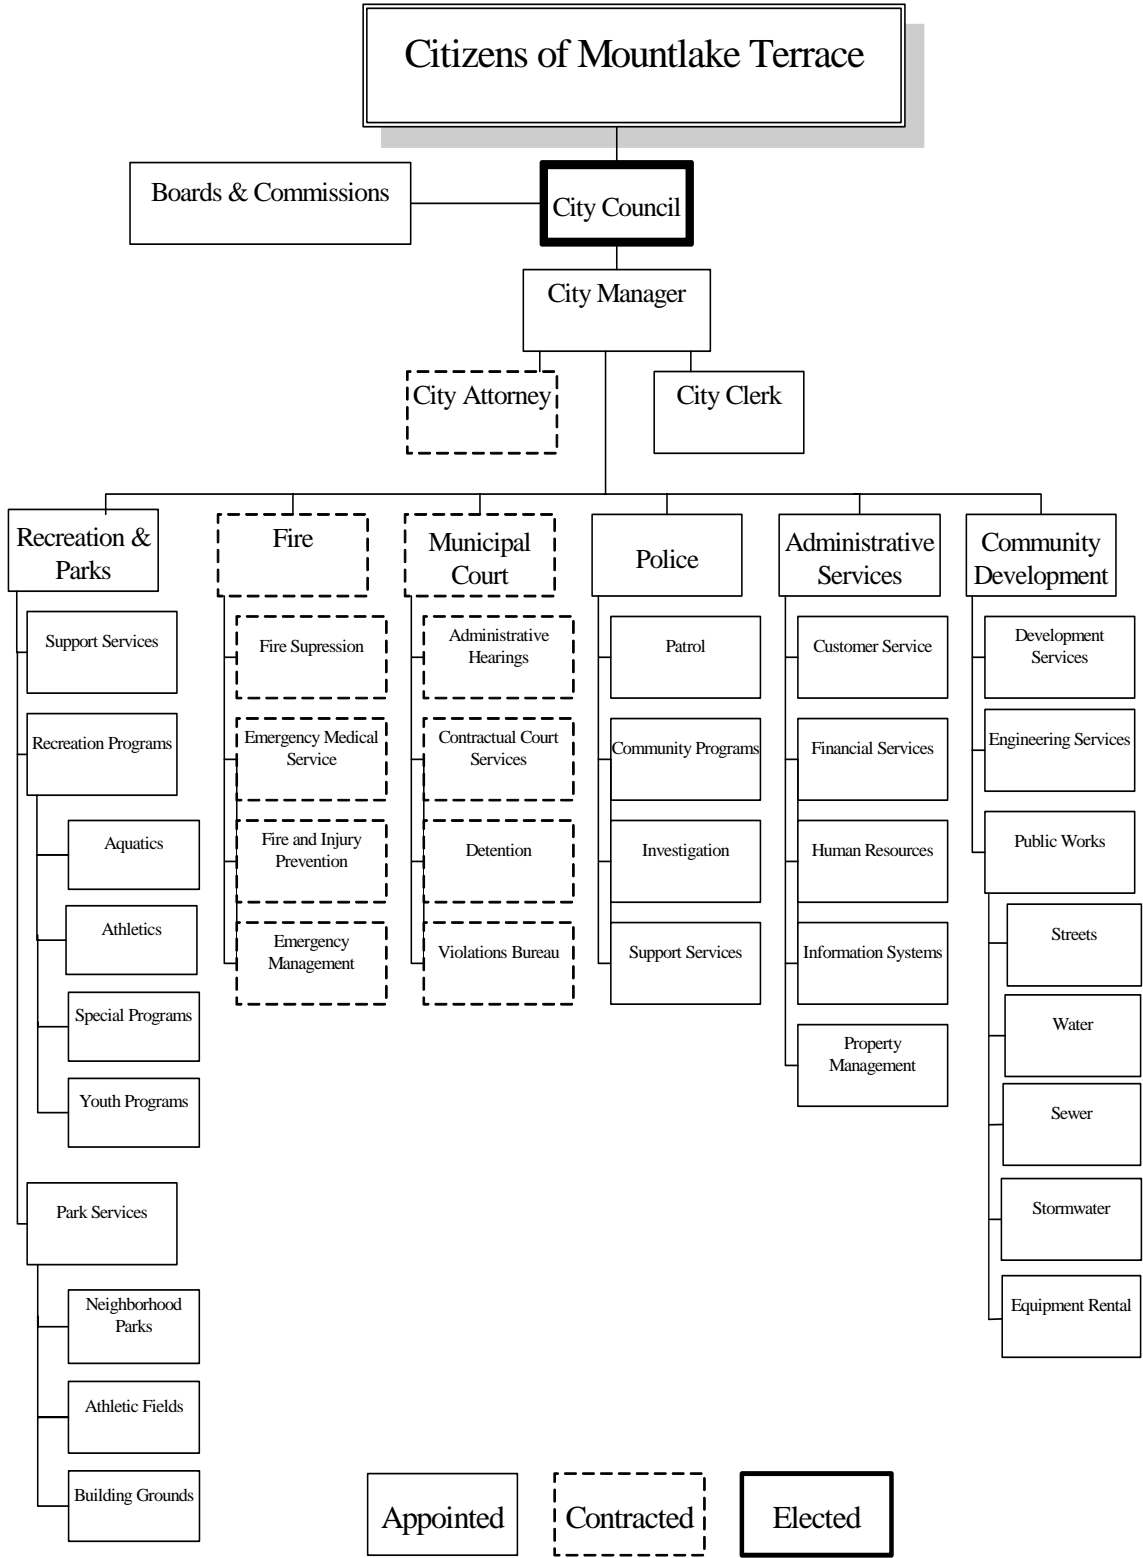 Citizens of Mountlake Terrace
Boards & Commissions
City Council
City Manager
City Attorney
City Clerk
Recreation &
Parks
Support Services
Recreation Programs
Aquatics
Athletics
Special Programs
Youth Programs
Park Services
Neighborhood
Parks
Athletic Fields
Building Grounds
Fire
Fire Supression
Emergency Medical
Service
Fire and Injury
Prevention
Emergency
Management
Municipal
Court
Administrative
Hearings
Contractual Court
Services
Detention
Violations Bureau
Police
Patrol
Community Programs
Investigation
Support Services
Administrative
Services
Customer Service
Financial Services
Human Resources
Information Systems
Property
Management
Community
Development
Development
Services
Engineering Services
Public Works
Streets
Water
Sewer
Stormwater
Equipment Rental
Appointed
Contracted
Elected